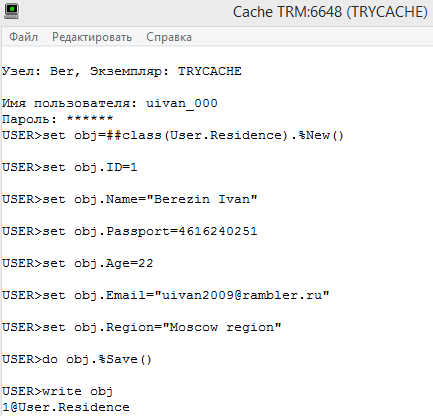 Cache TRM:6648 (TRYCACHE)
Файл Редактировать Справка
Узел: Ber, Экземпляр: TRYCACHE
Имя пользователя: uivan_000
Пароль: ******
USER>set obj=##class(User.Residence).%New()
USER>set obj.ID=1
USER>set obj.Name="Berezin Ivan"
USER>set obj.Passport=4616240251
USER>set obj.Age=22
USER>set obj.Email="uivan2009@rambler.ru"
USER>set obj.Region="Moscow region"
USER>do obj.%Save()
USER>write obj
1@User.Residence